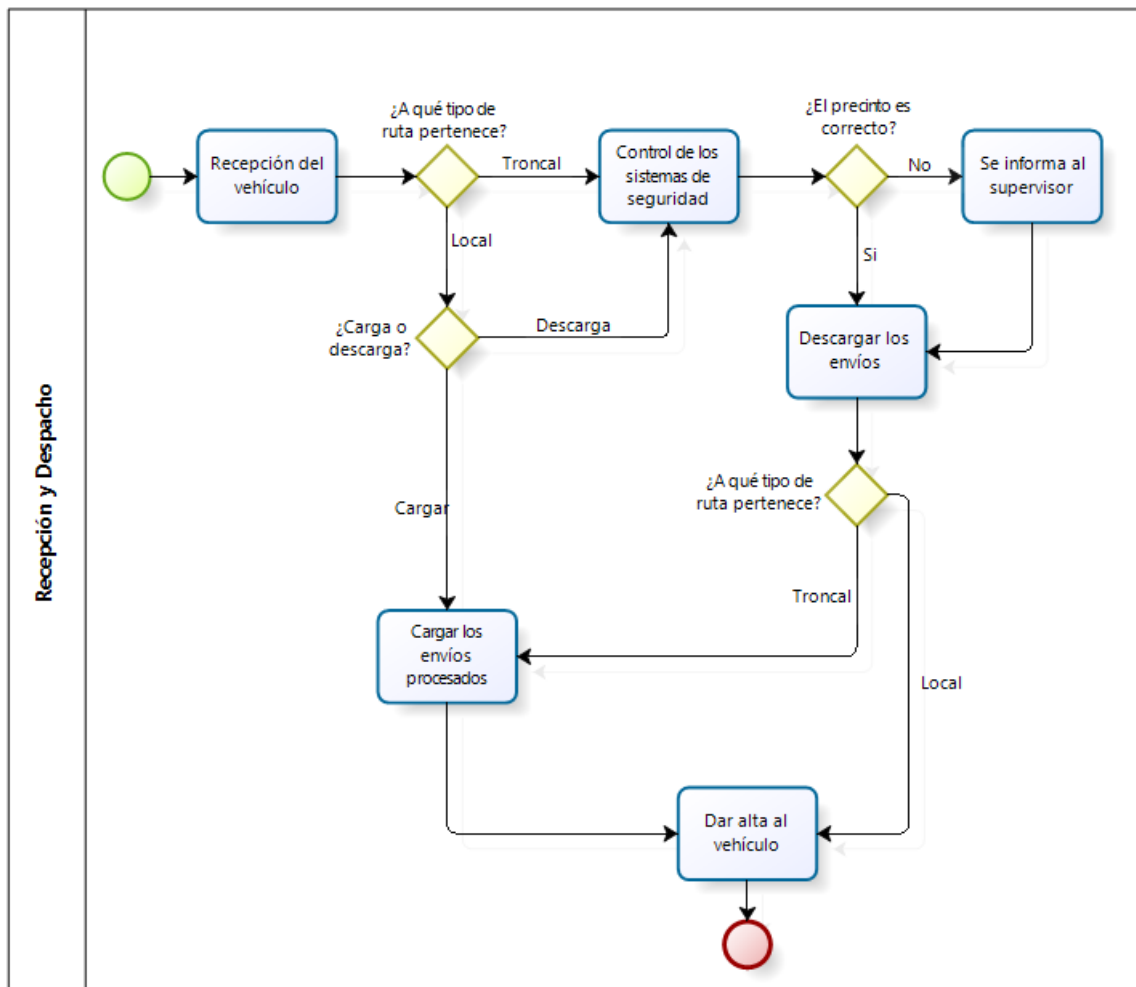 Recepción y Despacho
Recepción del
vehículo
¿A qué tipo de
ruta pertenece?
Troncal
Control de los
sistemas de
seguridad
¿El precinto es
correcto?
No
Se informa al
supervisor
Local
Si
¿Carga o
descarga?
Descarga
Descargar los
envíos
Cargar
¿A qué tipo de
ruta pertenece?
Troncal
Cargar los
envíos
procesados
Local
Dar alta al
vehículo